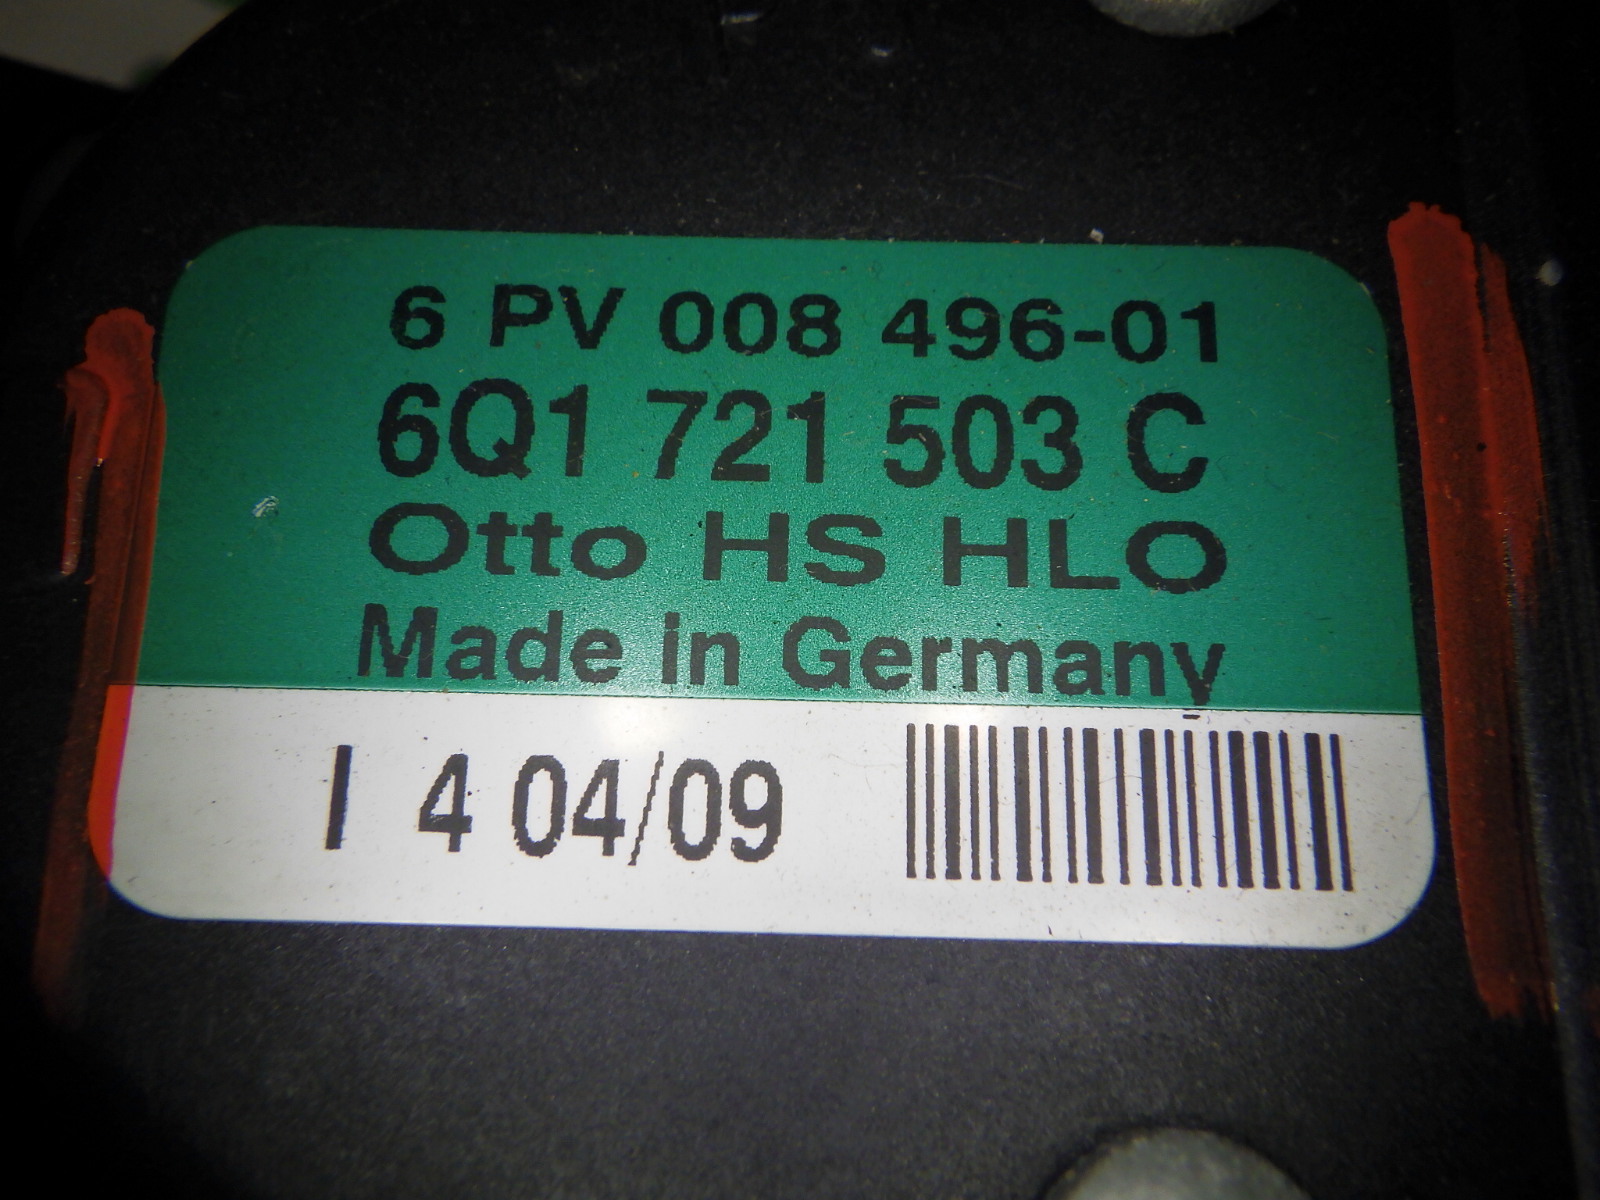 6 PV 008 496-01
6Q1 721 503 C
Otto HS HLO
Made in Germany
I 4 04/09